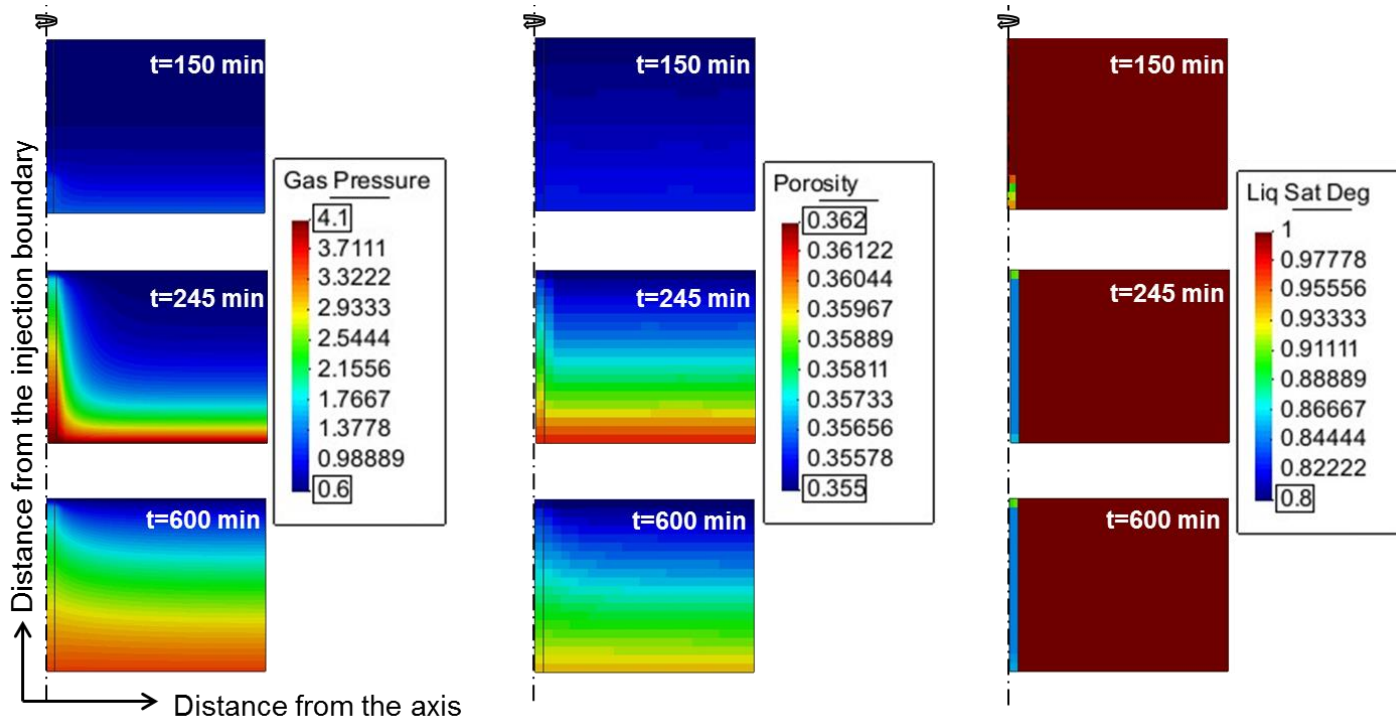 Distance from the injection boundary
Distance from the axis
t=150 min
t=245 min
t=600 min
Gas Pressure
4.1
3.7111
3.3222
2.9333
2.5444
2.1556
1.7667
1.3778
0.98889
0.6
t=150 min
t=245 min
t=600 min
Porosity
0.362
0.36122
0.36044
0.35967
0.35889
0.35811
0.35733
0.35656
0.35578
0.355
t=150 min
t=245 min
t=600 min
Liq Sat Deg
1
0.97778
0.95556
0.93333
0.91111
0.88889
0.86667
0.84444
0.82222
0.8